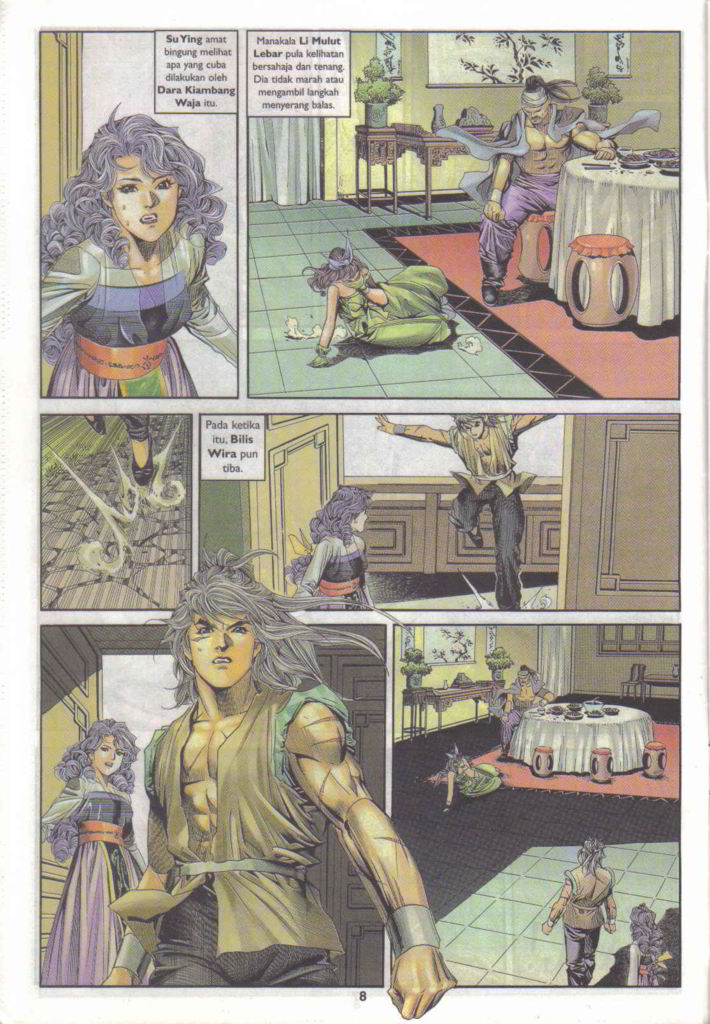 Su Ying amat
bingung melihat
apa yang cuba
dilakukan oleh
Dara Kiambang
Waja itu.
Manakala Li Mulut
Lebar pula kelihatan
bersahaja dan tenang.
Dia tidak marah atau
mengambil langkah
menyerang balas.
Pada ketika
itu, Bilis
Wira pun
tiba.
8